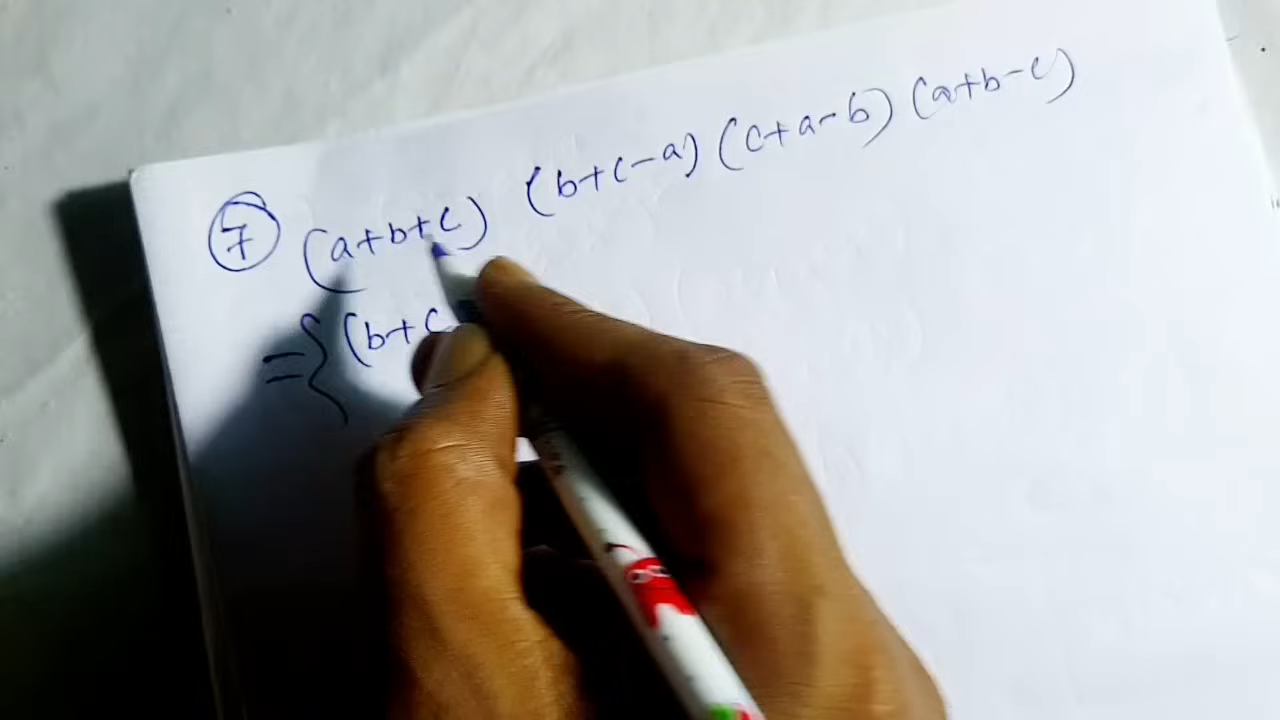 ⑦ (a+b+c) (b+c-a) (c+a-b) (a+b-c)
={(b+c